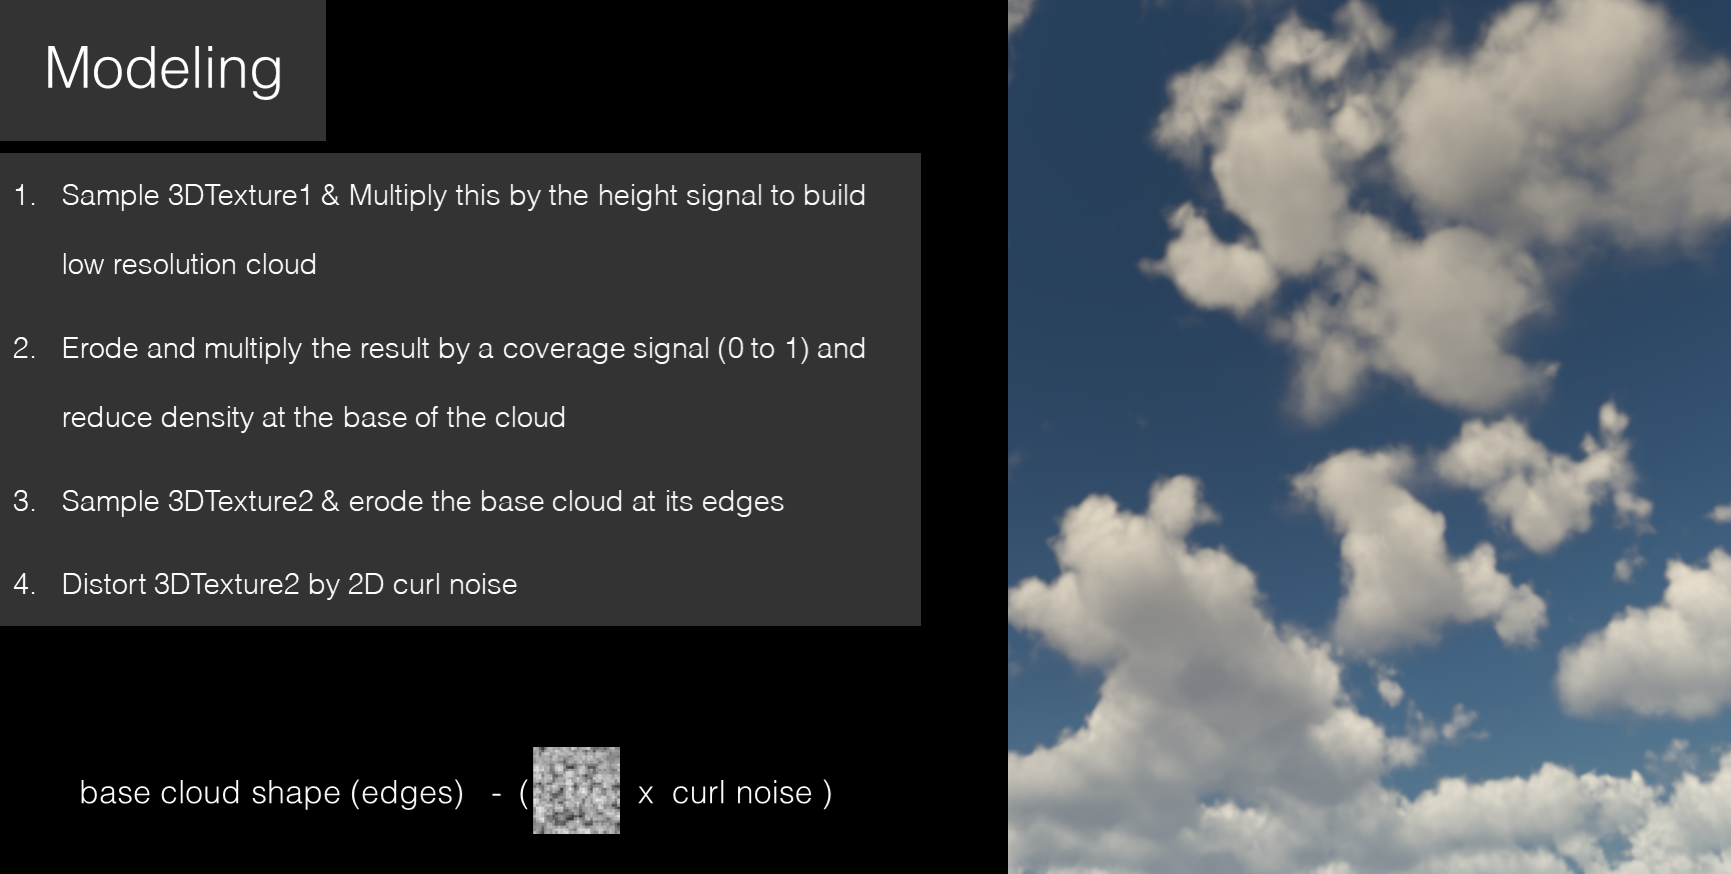 Modeling
1. Sample 3DTexture1 & Multiply this by the height signal to build
low resolution cloud
2. Erode and multiply the result by a coverage signal (0 to 1) and
reduce density at the base of the cloud
3. Sample 3DTexture2 & erode the base cloud at its edges
4. Distort 3DTexture2 by 2D curl noise
base cloud shape (edges) - ( x curl noise )